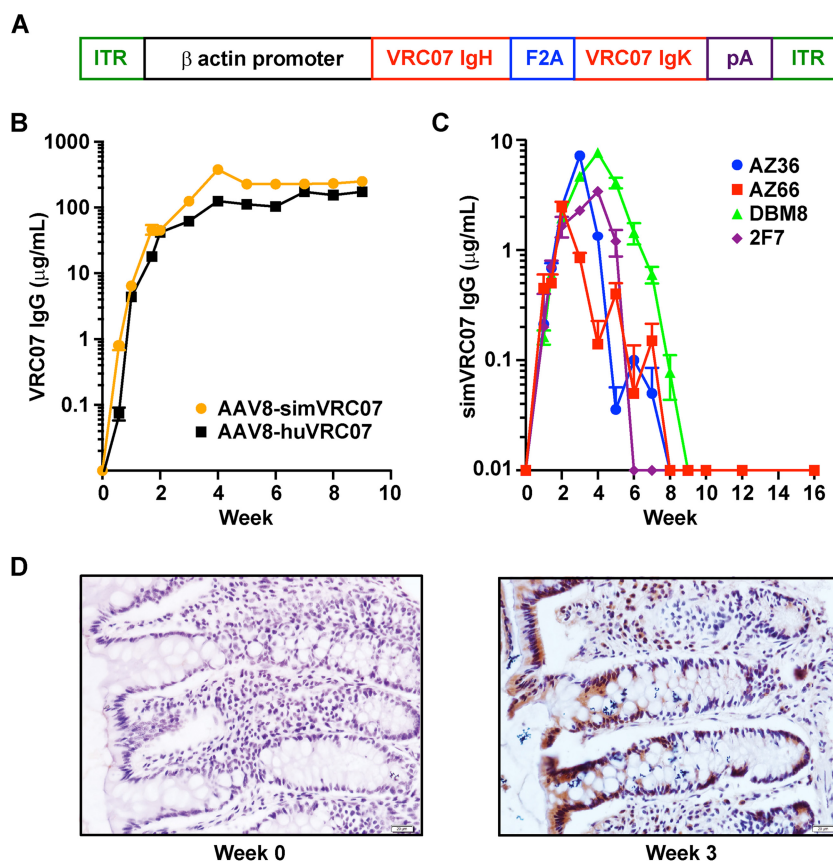 A
ITR β actin promoter VRC07 IgH F2A VRC07 IgK pA ITR
B
1000
100
10
1
0.1
VRC07 IgG (μg/mL)
AAV8-simVRC07
AAV8-huVRC07
0 2 4 6 8 10
Week
C
10
1
0.1
0.01
simVRC07 IgG (μg/mL)
AZ36
AZ66
DBM8
2F7
0 2 4 6 8 10 12 14 16
Week
D
Week 0
Week 3